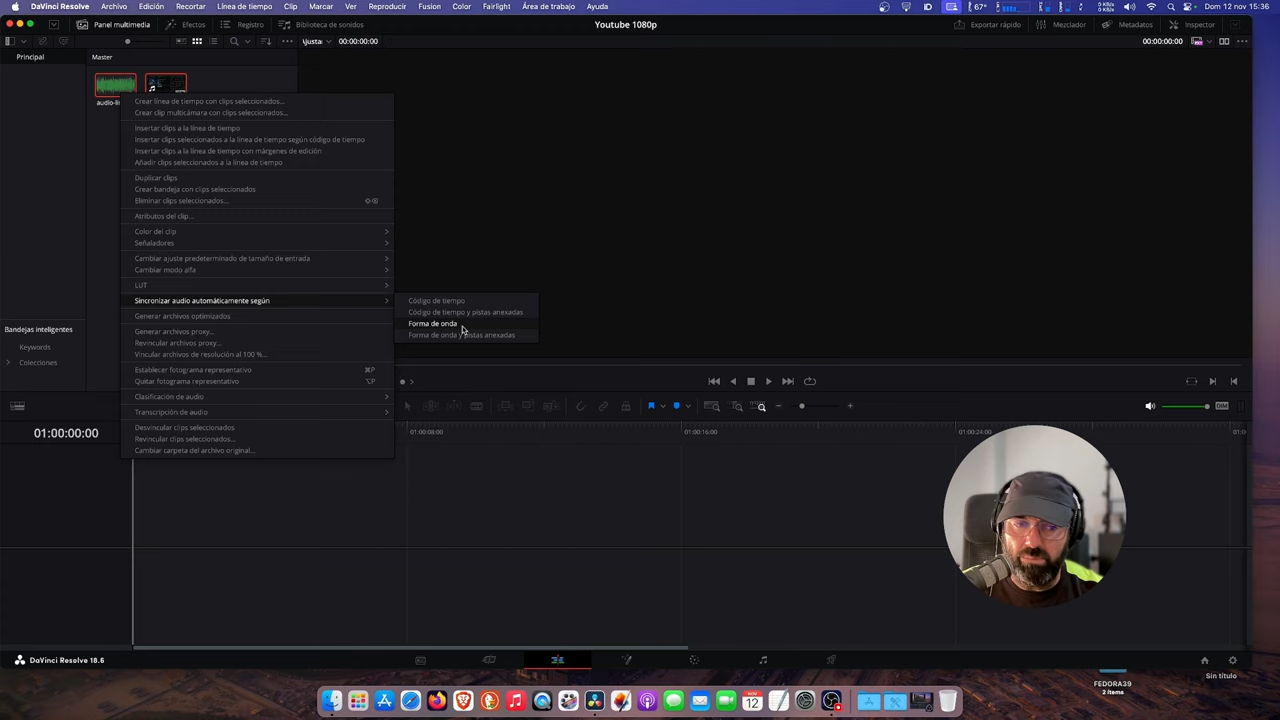 DaVinci Resolve Archivo Edición Recortar Línea de tiempo Clip Marcar Ver Reproducir Fusion Color Fairlight Área de trabajo Ayuda 67° Dom 12 nov 15:36
Panel multimedia Efectos Registro Biblioteca de sonidos Youtube 1080p Exportar rápido Mezclador Metadatos Inspector
00:00:00:00 00:00:00:00
Principal Master
Crear línea de tiempo con clips seleccionados...
Crear clip multicámara con clips seleccionados...
Insertar clips a la línea de tiempo
Insertar clips seleccionados a la línea de tiempo según código de tiempo
Insertar clips a la línea de tiempo con márgenes de edición
Añadir clips seleccionados a la línea de tiempo
Duplicar clips
Crear bandeja con clips seleccionados
Eliminar clips seleccionados...
Atributos del clip...
Color del clip
Señaladores
Cambiar ajuste predeterminado de tamaño de entrada
Cambiar modo alfa
LUT
Sincronizar audio automáticamente según
Código de tiempo
Código de tiempo y pistas anexadas
Forma de onda
Forma de onda y pistas anexadas
Generar archivos optimizados
Generar archivos proxy...
Revincular archivos proxy...
Vincular archivos de resolución al 100 %...
Establecer fotograma representativo ⌘P
Quitar fotograma representativo ⌥P
Clasificación de audio
Transcripción de audio
Desvincular clips seleccionados
Revincular clips seleccionados...
Cambiar carpeta del archivo original...
Bandejas inteligentes
Keywords
Colecciones
DIM
01:00:00:00 01:00:08:00 01:00:16:00 01:00:24:00
DaVinci Resolve 18.6
Sin título
FEDORA39
2 ítems
NOV
12